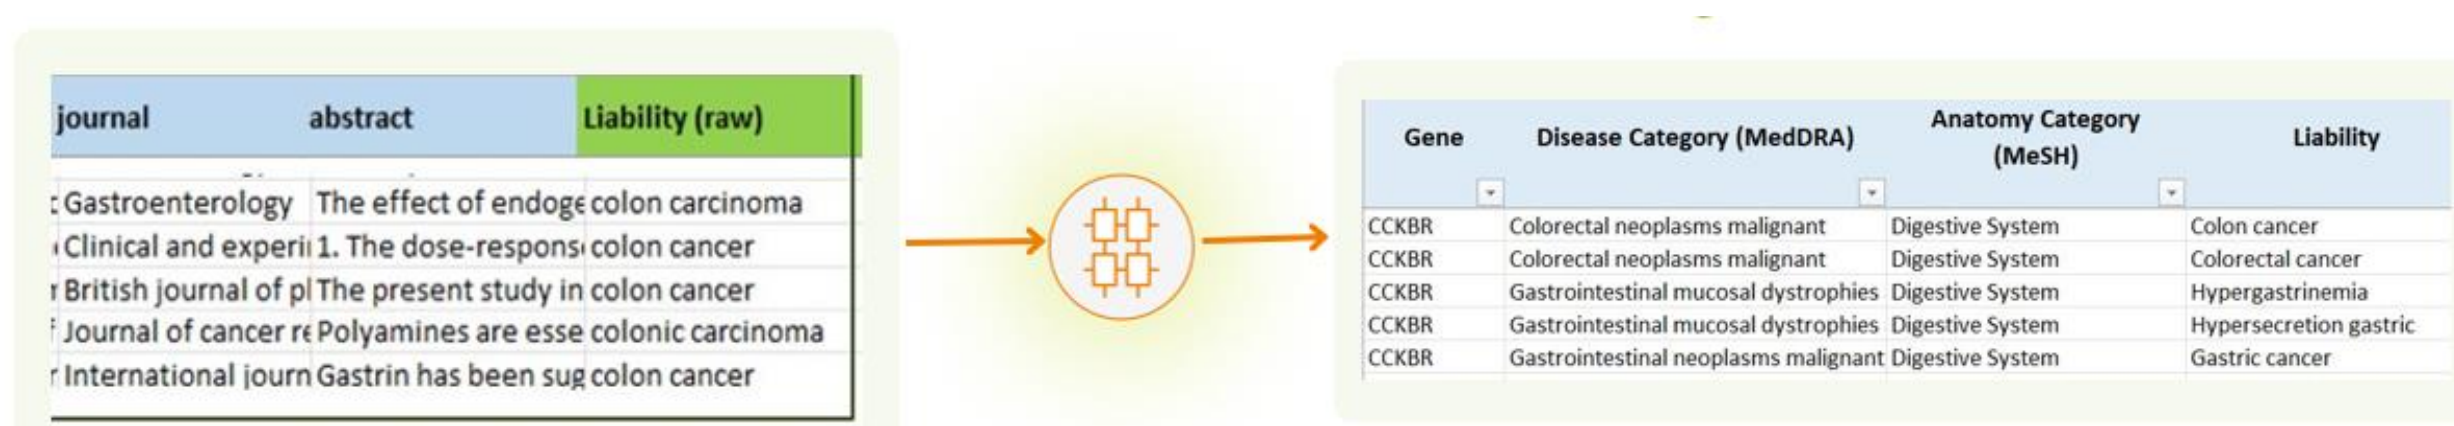 journal abstract Liability (raw)
Gastroenterology The effect of endoge colon carcinoma
Clinical and experi 1. The dose-respons colon cancer
British journal of pl The present study in colon cancer
Journal of cancer re Polyamines are esse colonic carcinoma
International journ Gastrin has been sug colon cancer
Gene Disease Category (MedDRA) Anatomy Category (MeSH) Liability
CCKBR Colorectal neoplasms malignant Digestive System Colon cancer
CCKBR Colorectal neoplasms malignant Digestive System Colorectal cancer
CCKBR Gastrointestinal mucosal dystrophies Digestive System Hypergastrinemia
CCKBR Gastrointestinal mucosal dystrophies Digestive System Hypersecretion gastric
CCKBR Gastrointestinal neoplasms malignant Digestive System Gastric cancer